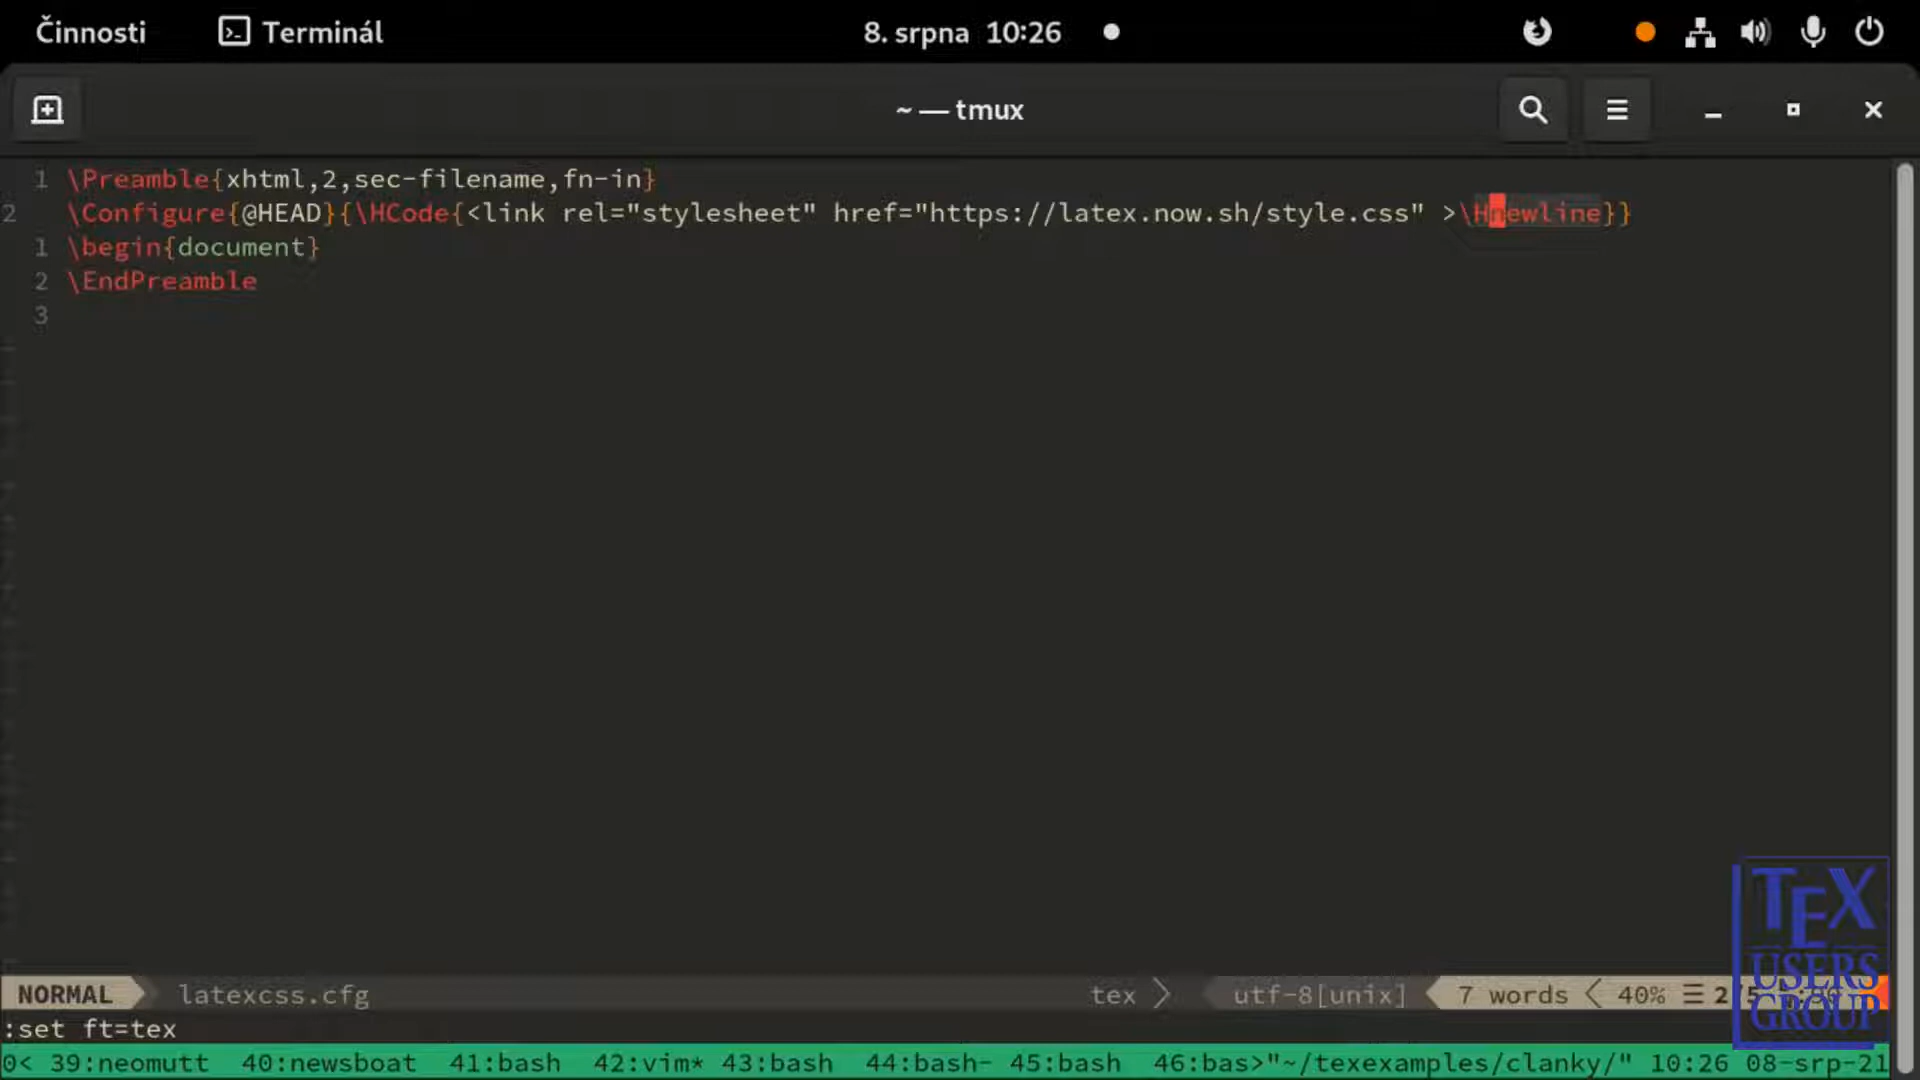 Činnosti Terminál 8. srpna 10:26
~ — tmux
1 \Preamble{xhtml,2,sec-filename,fn-in}
2 \Configure{@HEAD}{\HCode{<link rel="stylesheet" href="https://latex.now.sh/style.css" >\Hnewline}}
1 \begin{document}
2 \EndPreamble
3
NORMAL latexcss.cfg tex utf-8[unix] 7 words 40% ☰ 2/5
:set ft=tex
0< 39:neomutt 40:newsboat 41:bash 42:vim* 43:bash 44:bash- 45:bash 46:bas>"~/texexamples/clanky/" 10:26 08-srp-21
TEX
USERS
GROUP